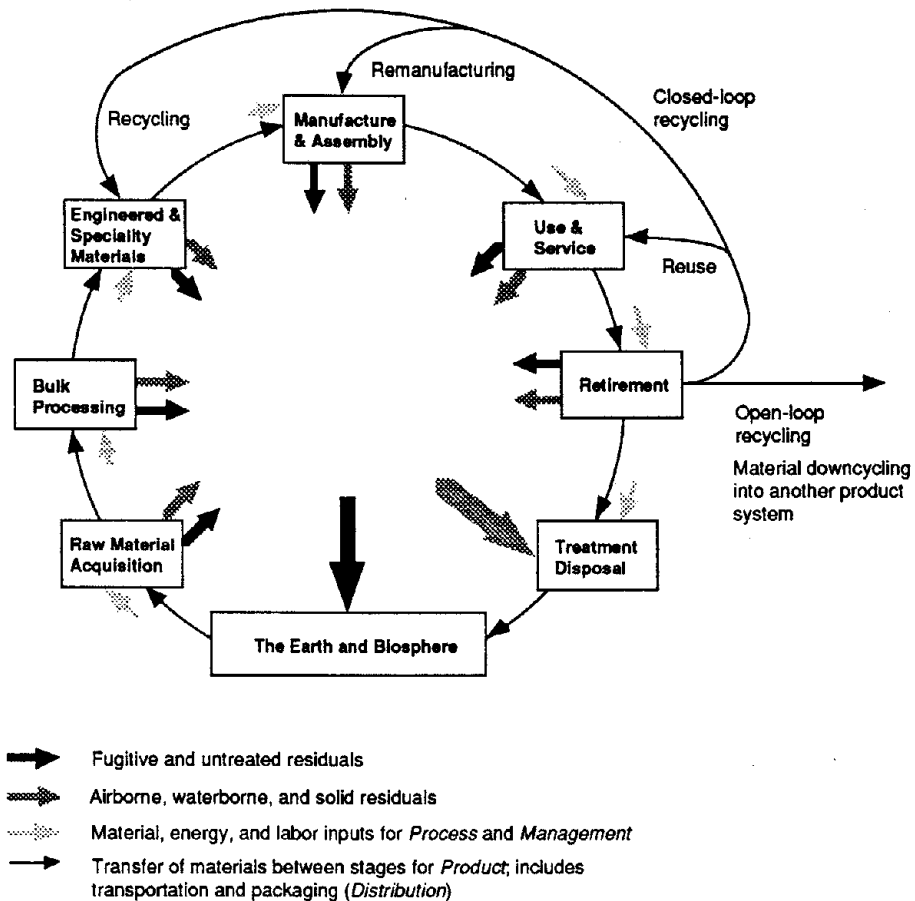 Remanufacturing
Closed-loop
recycling
Recycling
Manufacture
& Assembly
Engineered &
Speciality
Materials
Use &
Service
Reuse
Bulk
Processing
Retirement
Open-loop
recycling
Material downcycling
into another product
system
Raw Material
Acquisition
Treatment
Disposal
The Earth and Biosphere
Fugitive and untreated residuals
Airborne, waterborne, and solid residuals
Material, energy, and labor inputs for Process and Management
Transfer of materials between stages for Product; includes
transportation and packaging (Distribution)